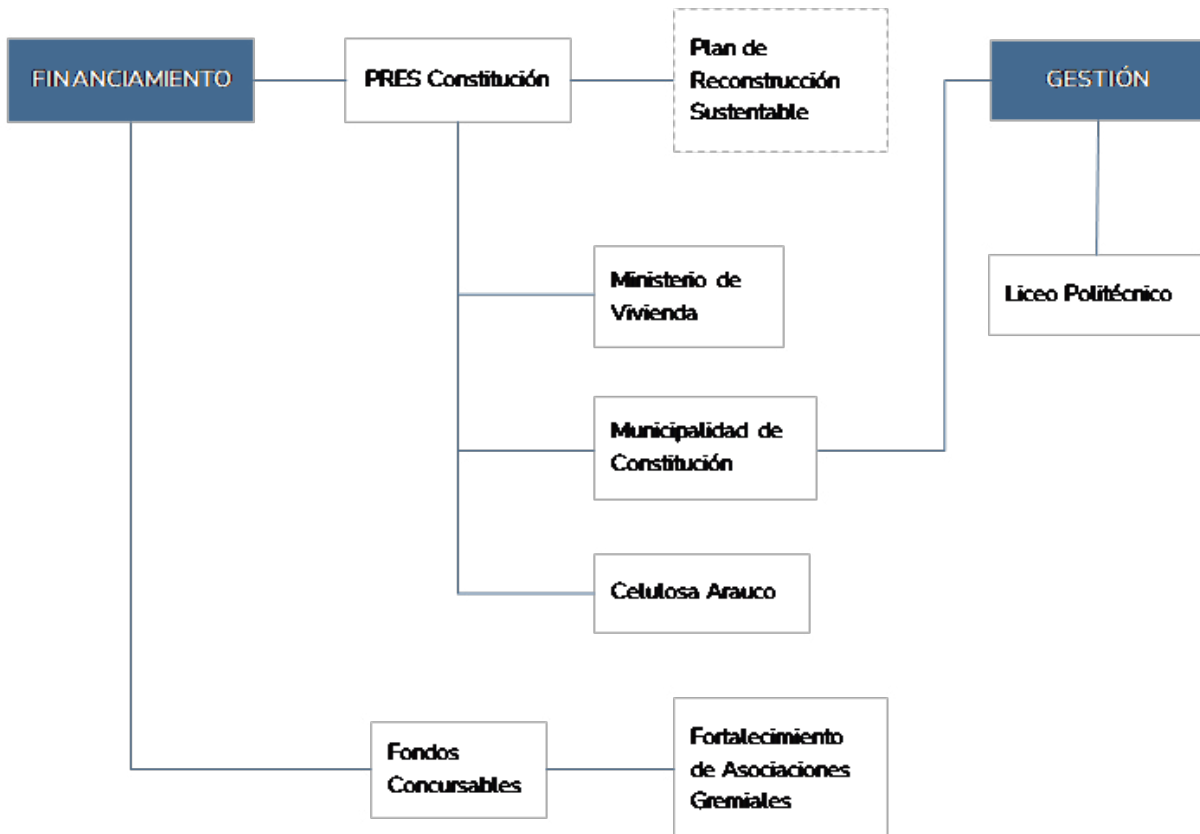 FINANCIAMIENTO
PRES Constitución
Plan de
Reconstrucción
Sustentable
GESTIÓN
Ministerio de
Vivienda
Liceo Politécnico
Municipalidad de
Constitución
Celulosa Arauco
Fondos
Concursables
Fortalecimiento
de Asociaciones
Gremiales